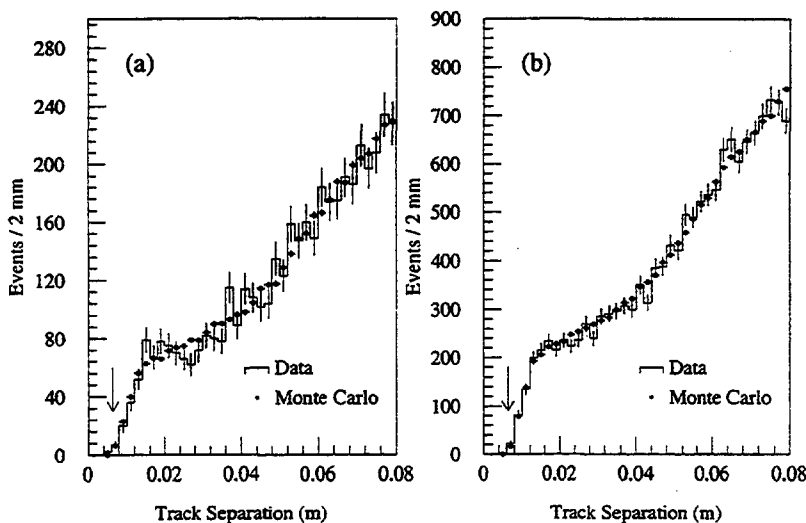 (a)
Events / 2 mm
280
240
200
160
120
80
40
0
Data
Monte Carlo
0 0.02 0.04 0.06 0.08
Track Separation (m)
(b)
Events / 2 mm
900
800
700
600
500
400
300
200
100
0
Data
Monte Carlo
0 0.02 0.04 0.06 0.08
Track Separation (m)